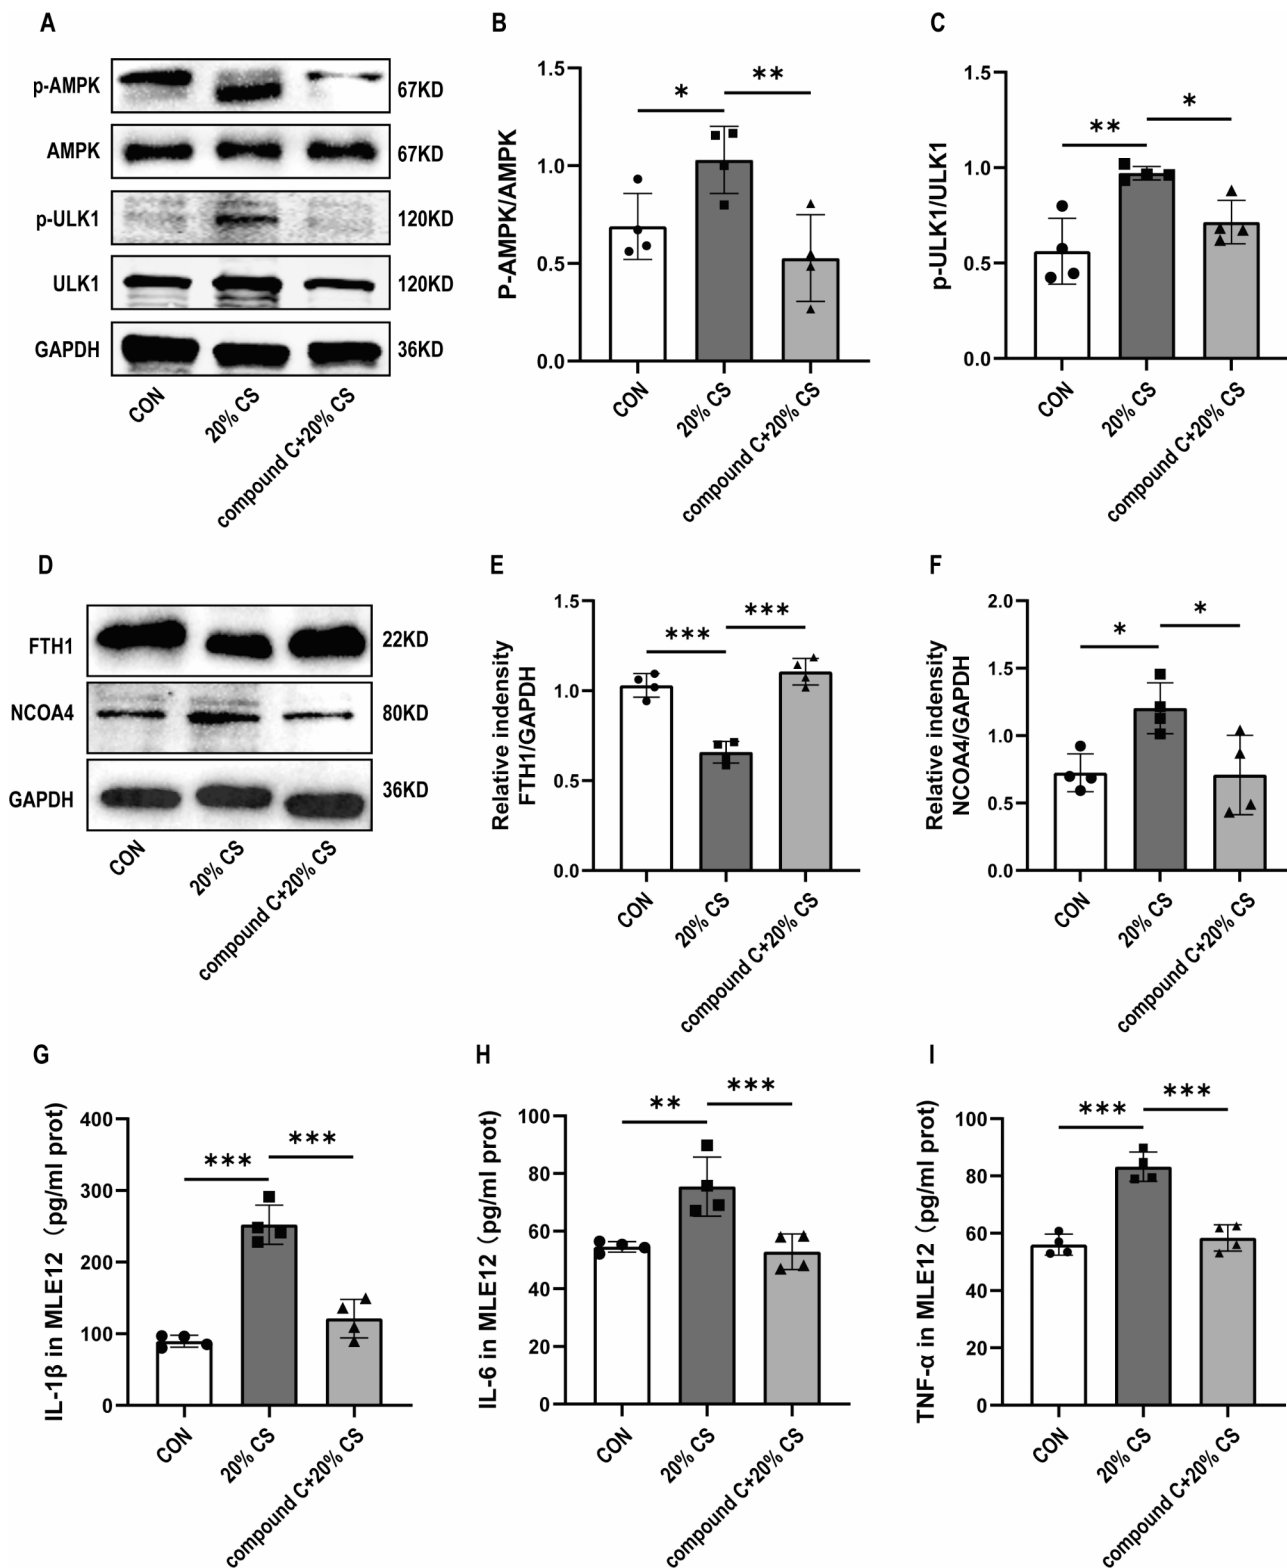 A
p-AMPK
67KD
AMPK
67KD
p-ULK1
120KD
ULK1
120KD
GAPDH
36KD
CON
20% CS
compound C+20% CS
B
P-AMPK/AMPK
1.5
1.0
0.5
0.0
*
**
CON
20% CS
compound C+20% CS
C
p-ULK1/ULK1
1.5
1.0
0.5
0.0
**
*
CON
20% CS
compound C+20% CS
D
FTH1
22KD
NCOA4
80KD
GAPDH
36KD
CON
20% CS
compound C+20% CS
E
Relative indensity
FTH1/GAPDH
1.5
1.0
0.5
0.0
***
***
CON
20% CS
compound C+20% CS
F
Relative indensity
NCOA4/GAPDH
2.0
1.5
1.0
0.5
0.0
*
*
CON
20% CS
compound C+20% CS
G
IL-1β in MLE12（pg/ml prot)
400
300
200
100
0
***
***
CON
20% CS
compound C+20% CS
H
IL-6 in MLE12（pg/ml prot)
100
80
60
40
20
0
**
***
CON
20% CS
compound C+20% CS
I
TNF-α in MLE12（pg/ml prot)
100
80
60
40
20
0
***
***
CON
20% CS
compound C+20% CS